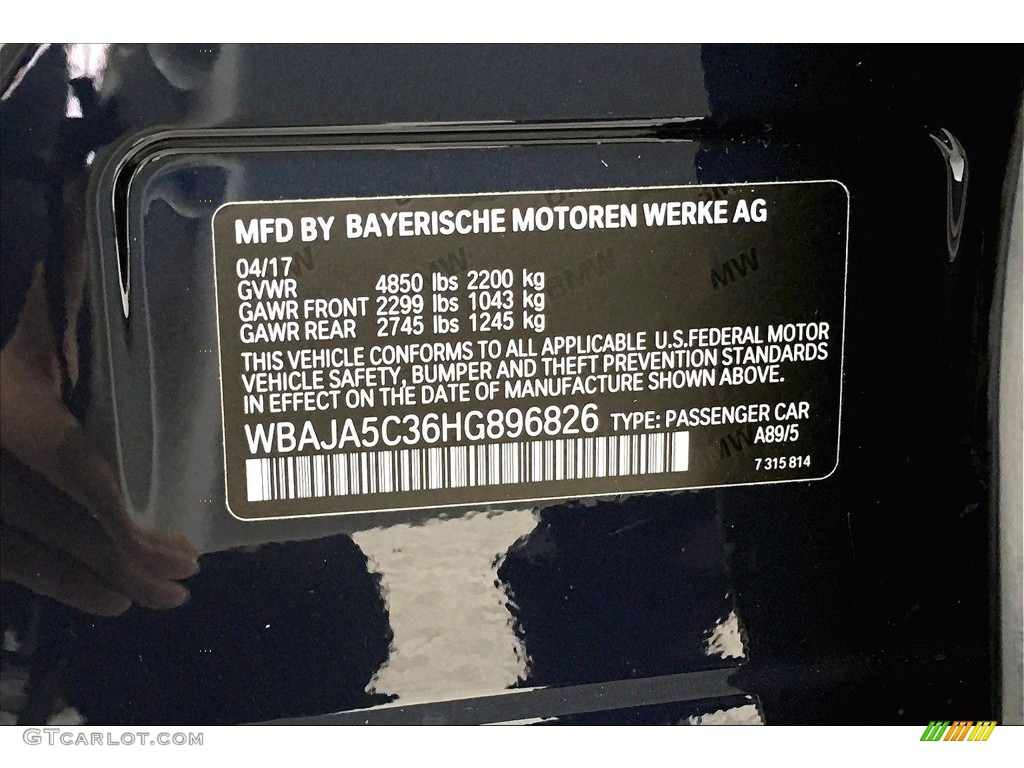 MFD BY BAYERISCHE MOTOREN WERKE AG
04/17
GVWR 4850 lbs 2200 kg
GAWR FRONT 2299 lbs 1043 kg
GAWR REAR 2745 lbs 1245 kg
THIS VEHICLE CONFORMS TO ALL APPLICABLE U.S.FEDERAL MOTOR
VEHICLE SAFETY, BUMPER AND THEFT PREVENTION STANDARDS
IN EFFECT ON THE DATE OF MANUFACTURE SHOWN ABOVE.
WBAJA5C36HG896826 TYPE: PASSENGER CAR
A89/5
7 315 814
GTCARLOT.COM